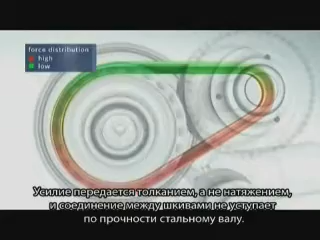 force distribution
high
low
Усилие передается толканием, а не натяжением,
и соединение между шкивами не уступает
по прочности стальному валу.